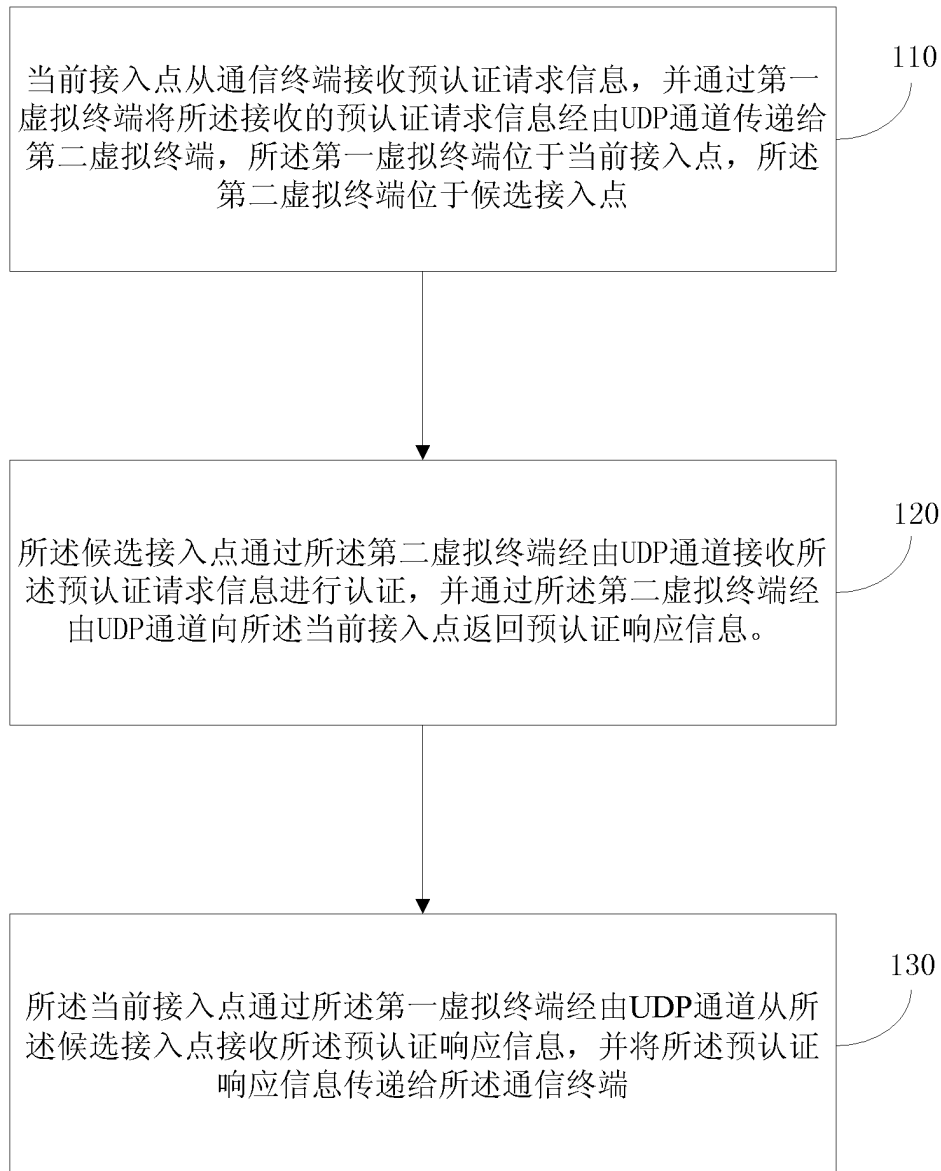 当前接入点从通信终端接收预认证请求信息，并通过第一
虚拟终端将所述接收的预认证请求信息经由UDP通道传递给
第二虚拟终端，所述第一虚拟终端位于当前接入点，所述
第二虚拟终端位于候选接入点
110
所述候选接入点通过所述第二虚拟终端经由UDP通道接收所
述预认证请求信息进行认证，并通过所述第二虚拟终端经
由UDP通道向所述当前接入点返回预认证响应信息。
120
所述当前接入点通过所述第一虚拟终端经由UDP通道从所
述候选接入点接收所述预认证响应信息，并将所述预认证
响应信息传递给所述通信终端
130